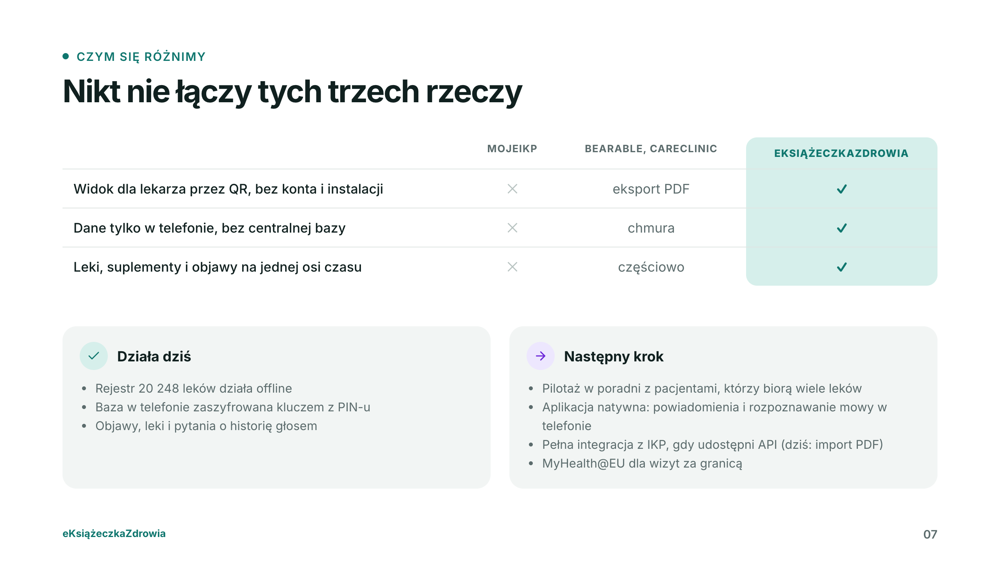 CZYM SIĘ RÓŻNIMY
Nikt nie łączy tych trzech rzeczy
MOJEIKP BEARABLE, CARECLINIC EKSIĄŻECZKAZDROWIA
Widok dla lekarza przez QR, bez konta i instalacji eksport PDF
Dane tylko w telefonie, bez centralnej bazy chmura
Leki, suplementy i objawy na jednej osi czasu częściowo
Działa dziś
Rejestr 20 248 leków działa offline
Baza w telefonie zaszyfrowana kluczem z PIN-u
Objawy, leki i pytania o historię głosem
Następny krok
Pilotaż w poradni z pacjentami, którzy biorą wiele leków
Aplikacja natywna: powiadomienia i rozpoznawanie mowy w
telefonie
Pełna integracja z IKP, gdy udostępni API (dziś: import PDF)
MyHealth@EU dla wizyt za granicą
eKsiążeczkaZdrowia
07